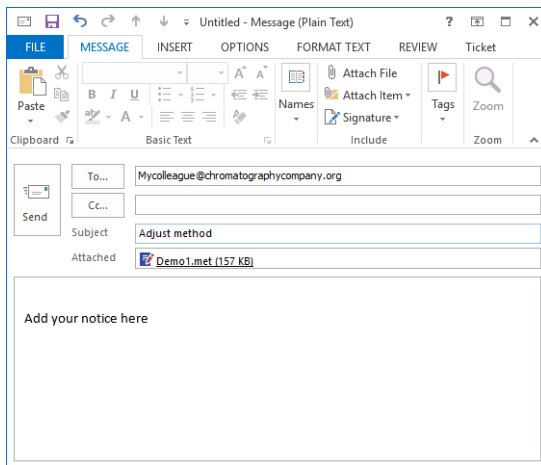 Untitled - Message (Plain Text) ?
FILE MESSAGE INSERT OPTIONS FORMAT TEXT REVIEW Ticket
Paste
B I U
A A
aby A
Names
Attach File
Attach Item
Signature
Tags
Zoom
Clipboard Basic Text Include Zoom
Send
To... Mycolleague@chromatographycompany.org
Cc...
Subject Adjust method
Attached Demo1.met (157 KB)
Add your notice here